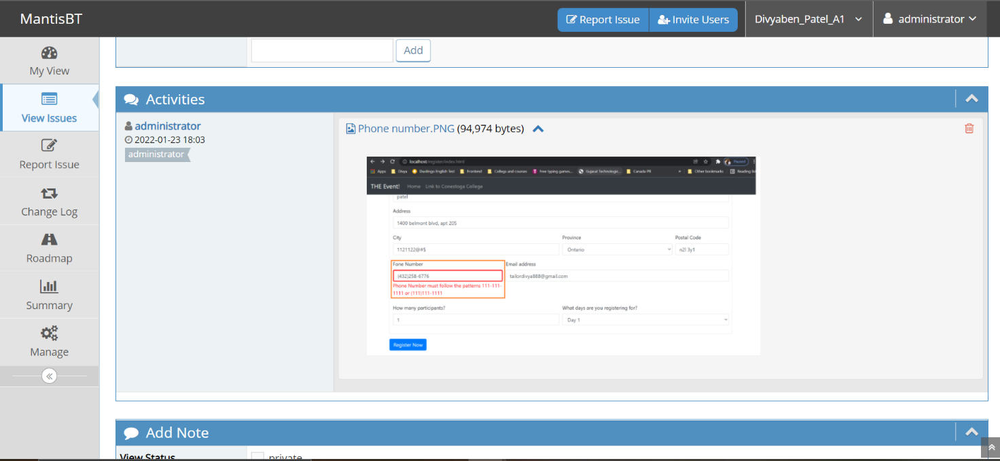 MantisBT
Report Issue
Invite Users
Divyaben_Patel_A1
administrator
My View
View Issues
Report Issue
Change Log
Roadmap
Summary
Manage
Add
Activities
administrator
2022-01-23 18:03
administrator
Phone number.PNG (94,974 bytes)
localhost/register/index.html
Paused
Apps Divya Duolingo English Test Frontend College and courses Free typing games... Gujarat Technologic... Canada PR » Other bookmarks Reading list
THE Event! Home Link to Conestoga College
patel
Address
1400 belmont blvd, apt 205
City Province Postal Code
1121122@#$ Ontario n2l 3y1
Fone Number Email address
(432)258-6776 tailordivya888@gmail.com
Phone Number must follow the patterns 111-111-
1111 or (111)111-1111
How many participants? What days are you registering for?
1 Day 1
Register Now
Add Note
View Status private